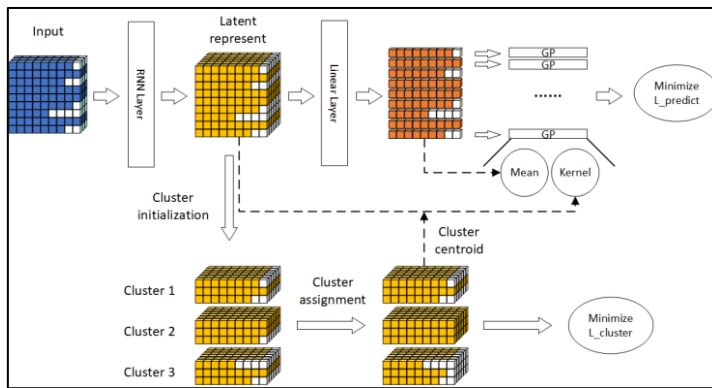 Input
RNN Layer
Latent
represent
Linear Layer
GP
GP
......
GP
Minimize
L_predict
Mean
Kernel
Cluster
initialization
Cluster
centroid
Cluster 1
Cluster 2
Cluster 3
Cluster
assignment
Minimize
L_cluster